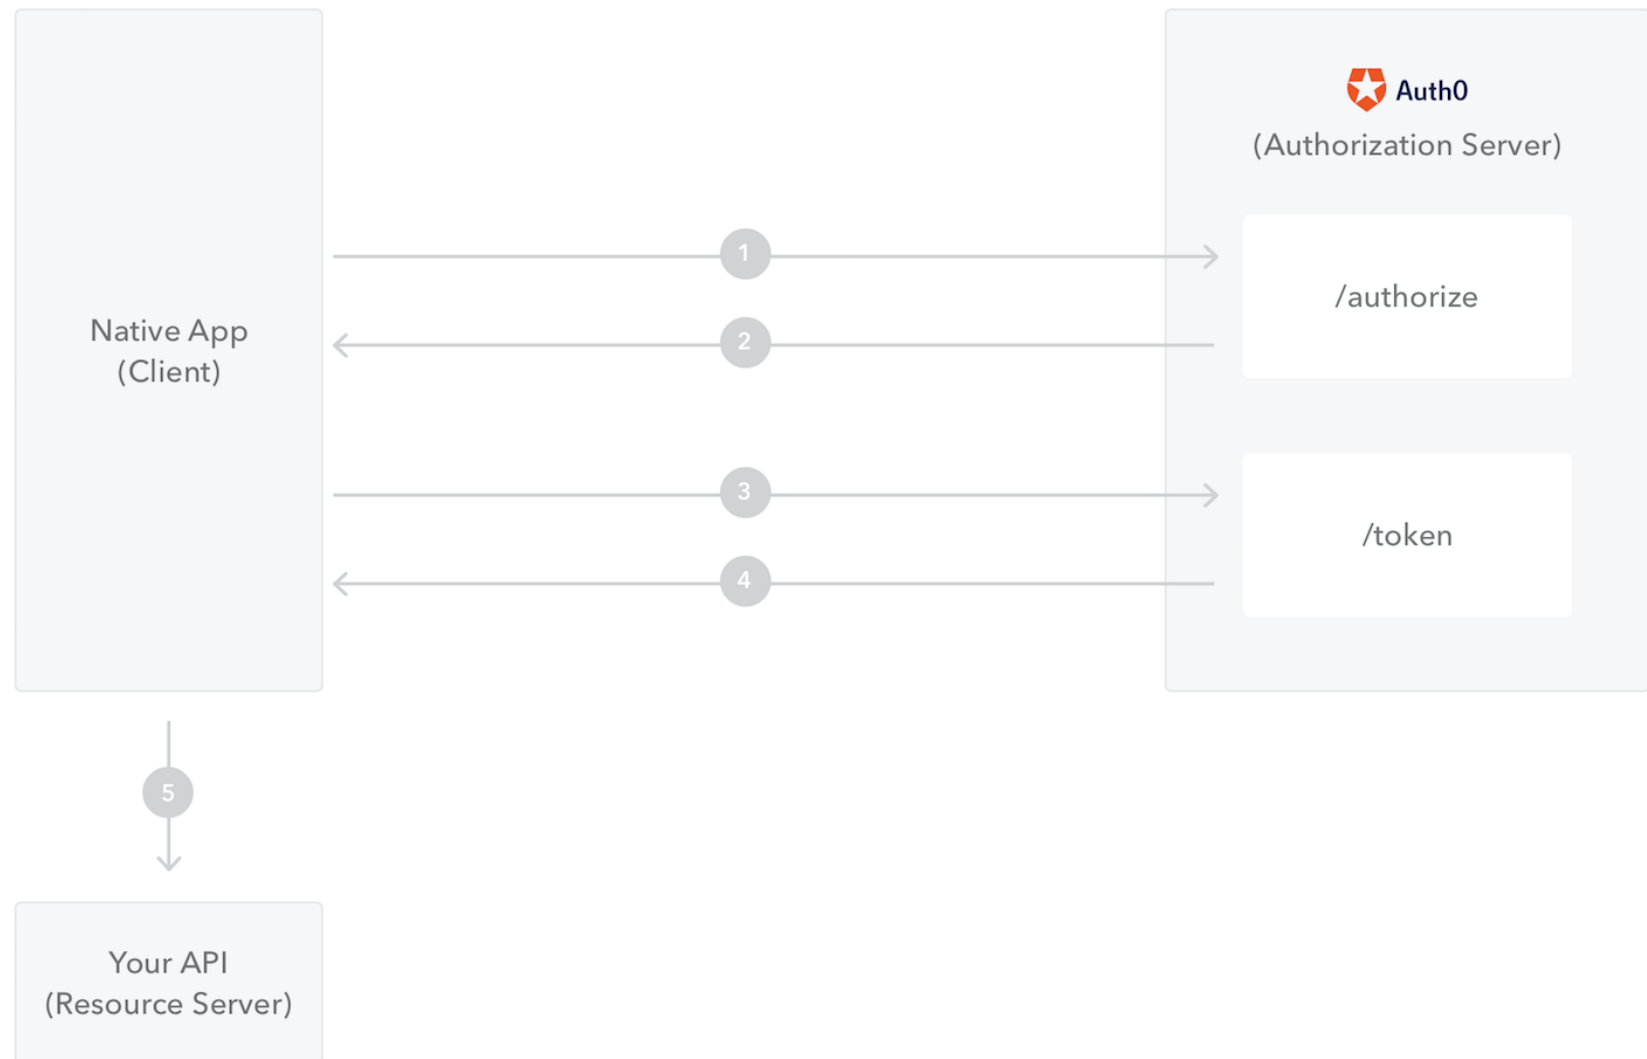 Auth0
(Authorization Server)
1
/authorize
2
Native App
(Client)
3
/token
4
5
Your API
(Resource Server)